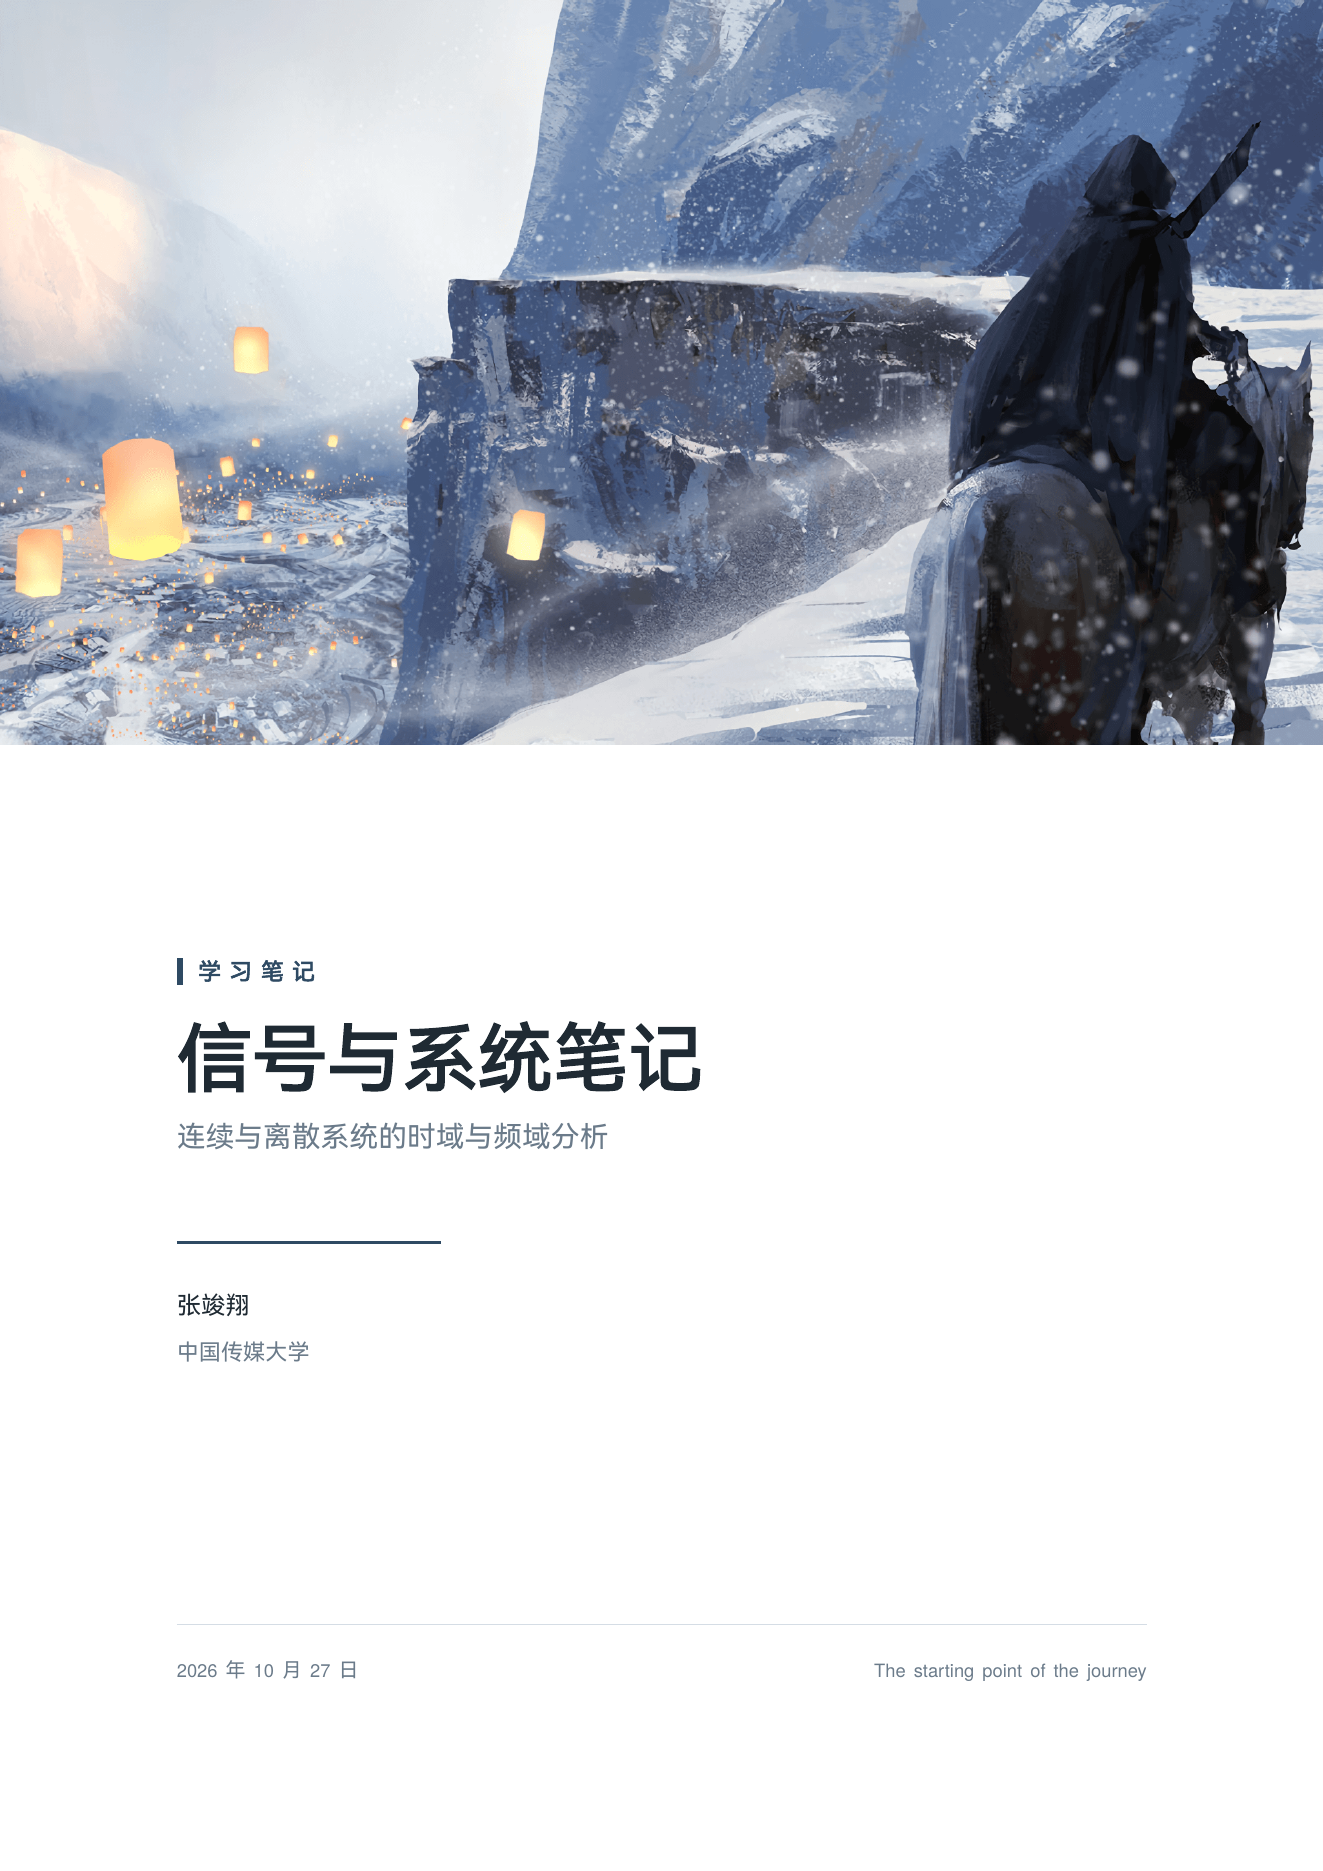 学习笔记
信号与系统笔记
连续与离散系统的时域与频域分析
张竣翔
中国传媒大学
2026 年 10 月 27 日
The starting point of the journey